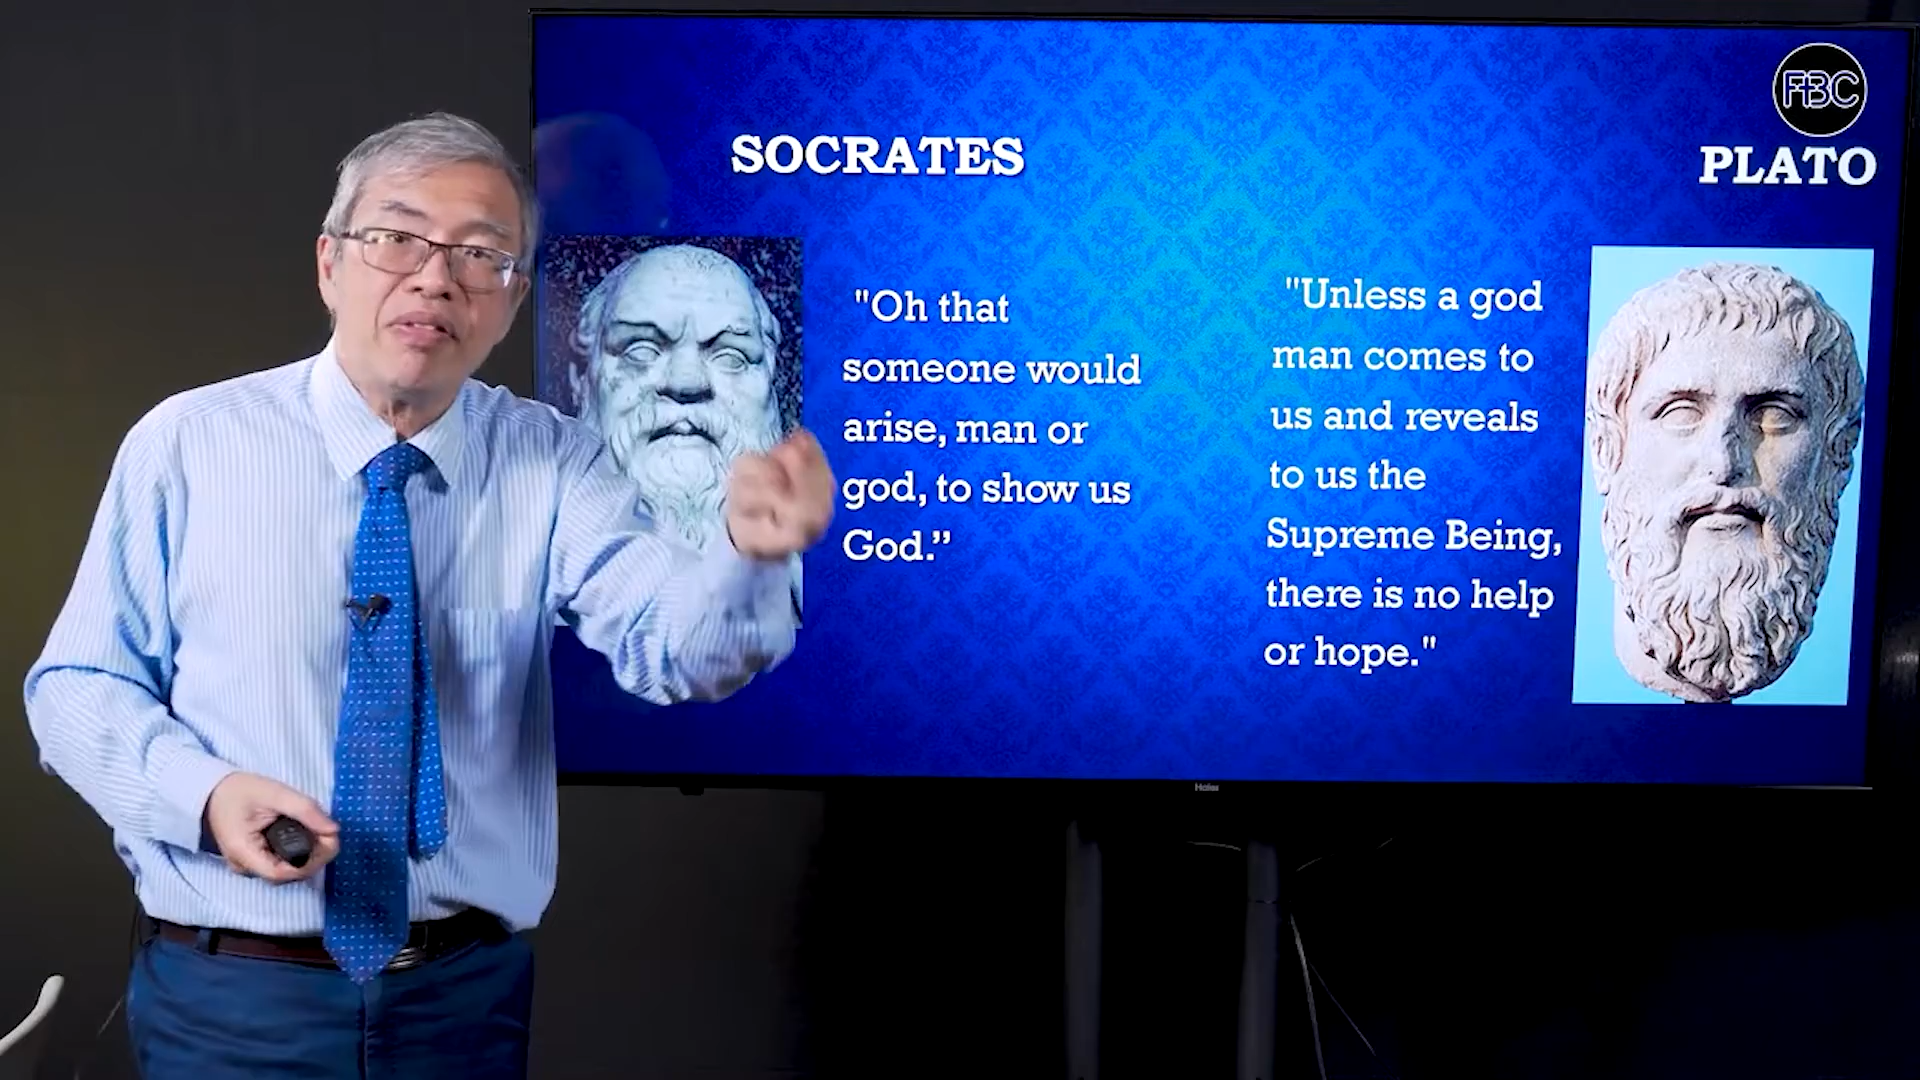 FBC
SOCRATES
PLATO
"Oh that
someone would
arise, man or
god, to show us
God.”
"Unless a god
man comes to
us and reveals
to us the
Supreme Being,
there is no help
or hope."
Haier